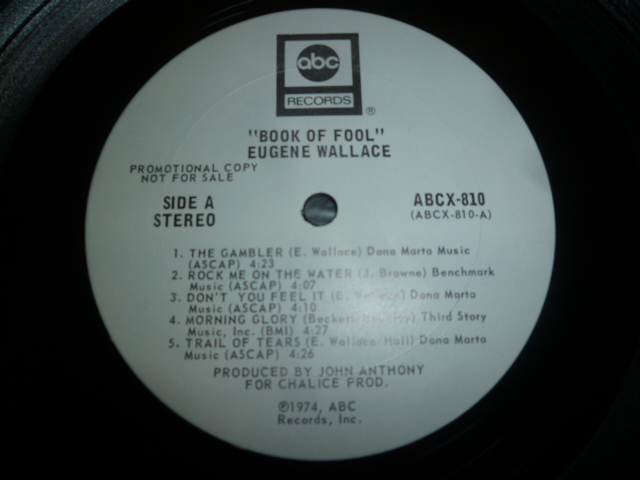 abc
RECORDS
®
"BOOK OF FOOL"
EUGENE WALLACE
PROMOTIONAL COPY
NOT FOR SALE
SIDE A
STEREO
ABCX-810
(ABCX-810-A)
1. THE GAMBLER (E. Wallace) Dona Marta Music
(ASCAP) 4:23
2. ROCK ME ON THE WATER (J. Browne) Benchmark
Music (ASCAP) 4:07
3. DON'T YOU FEEL IT (E. Wallace) Dona Marta
Music (ASCAP) 4:10
4. MORNING GLORY (Beckett/Buckley) Third Story
Music, Inc. (BMI) 4:27
5. TRAIL OF TEARS (E. Wallace/Hall) Dona Marta
Music (ASCAP) 4:26
PRODUCED BY JOHN ANTHONY
FOR CHALICE PROD.
℗1974, ABC
Records, Inc.